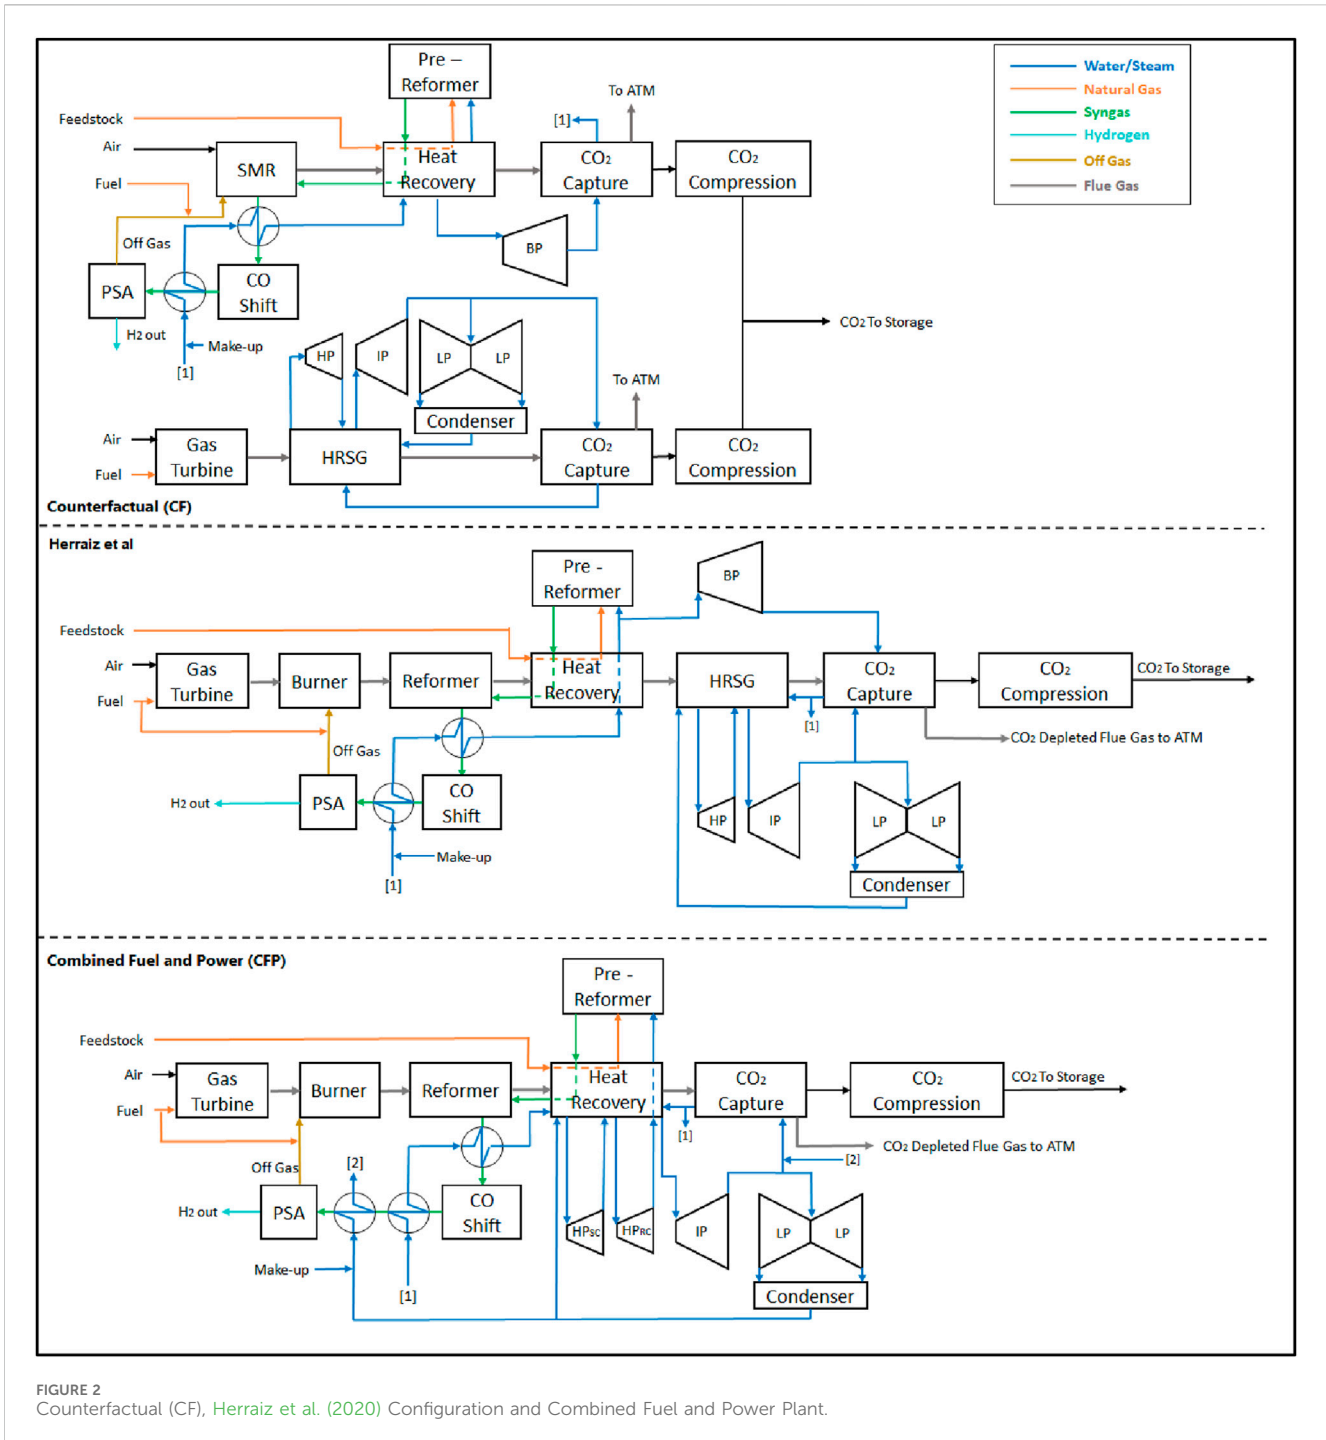 Pre –
Reformer
Water/Steam
Natural Gas
Syngas
Hydrogen
Off Gas
Flue Gas
To ATM
[1]
Feedstock
Air
Fuel
SMR
Heat
Recovery
CO2
Capture
CO2
Compression
Off Gas
BP
PSA
CO
Shift
H2 out
Make-up
[1]
CO2 To Storage
HP
IP
LP
LP
To ATM
Condenser
Air
Fuel
Gas
Turbine
HRSG
CO2
Capture
CO2
Compression
Counterfactual (CF)
Herraiz et al
Pre -
Reformer
BP
Feedstock
Air
Fuel
Gas
Turbine
Burner
Reformer
Heat
Recovery
HRSG
CO2
Capture
CO2
Compression
CO2 To Storage
[1]
CO2 Depleted Flue Gas to ATM
Off Gas
H2 out
PSA
CO
Shift
HP
IP
LP
LP
Make-up
[1]
Condenser
Combined Fuel and Power (CFP)
Pre -
Reformer
Feedstock
Air
Fuel
Gas
Turbine
Burner
Reformer
Heat
Recovery
CO2
Capture
CO2
Compression
CO2 To Storage
[1]
CO2 Depleted Flue Gas to ATM
[2]
Off Gas
[2]
H2 out
PSA
CO
Shift
HPSC
HPRC
IP
LP
LP
Make-up
[1]
Condenser
FIGURE 2
Counterfactual (CF), Herraiz et al. (2020) Configuration and Combined Fuel and Power Plant.